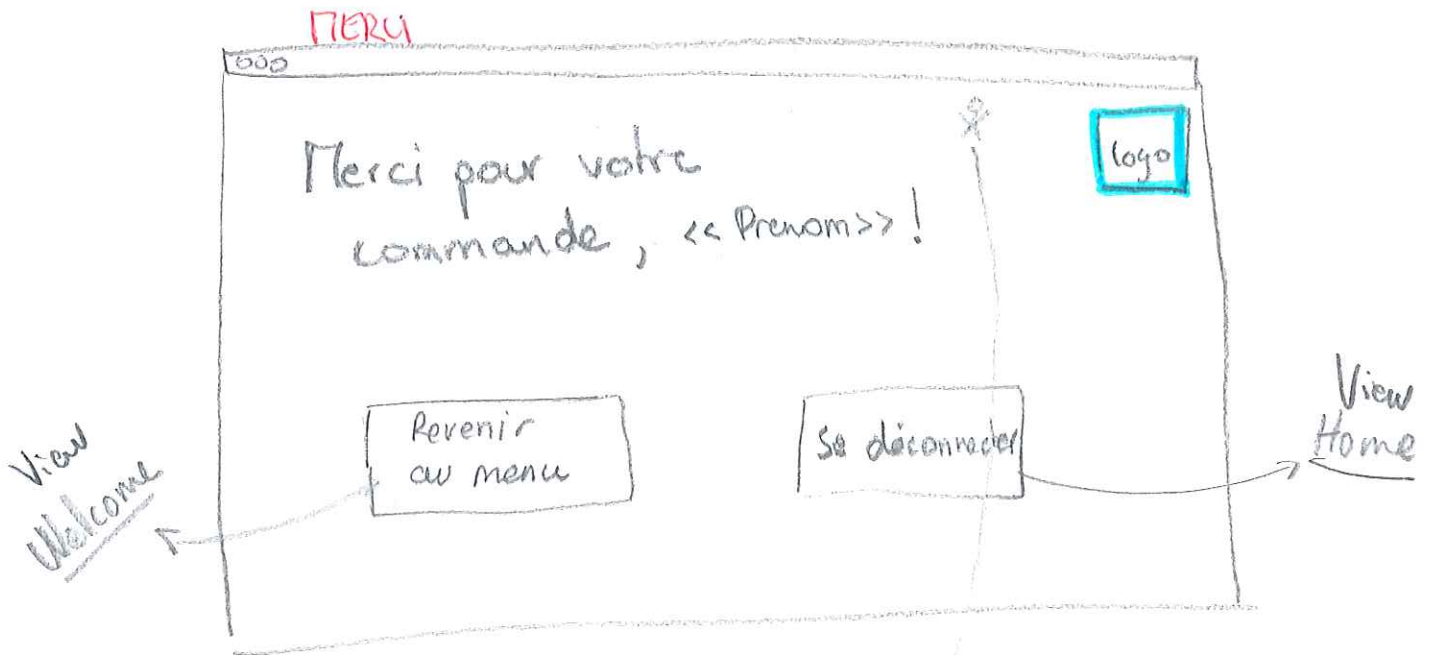 MERCI
Merci pour votre
commande, << Prenom>> !
logo
Revenir
au menu
Se déconnecter
View
Welcome
View
Home